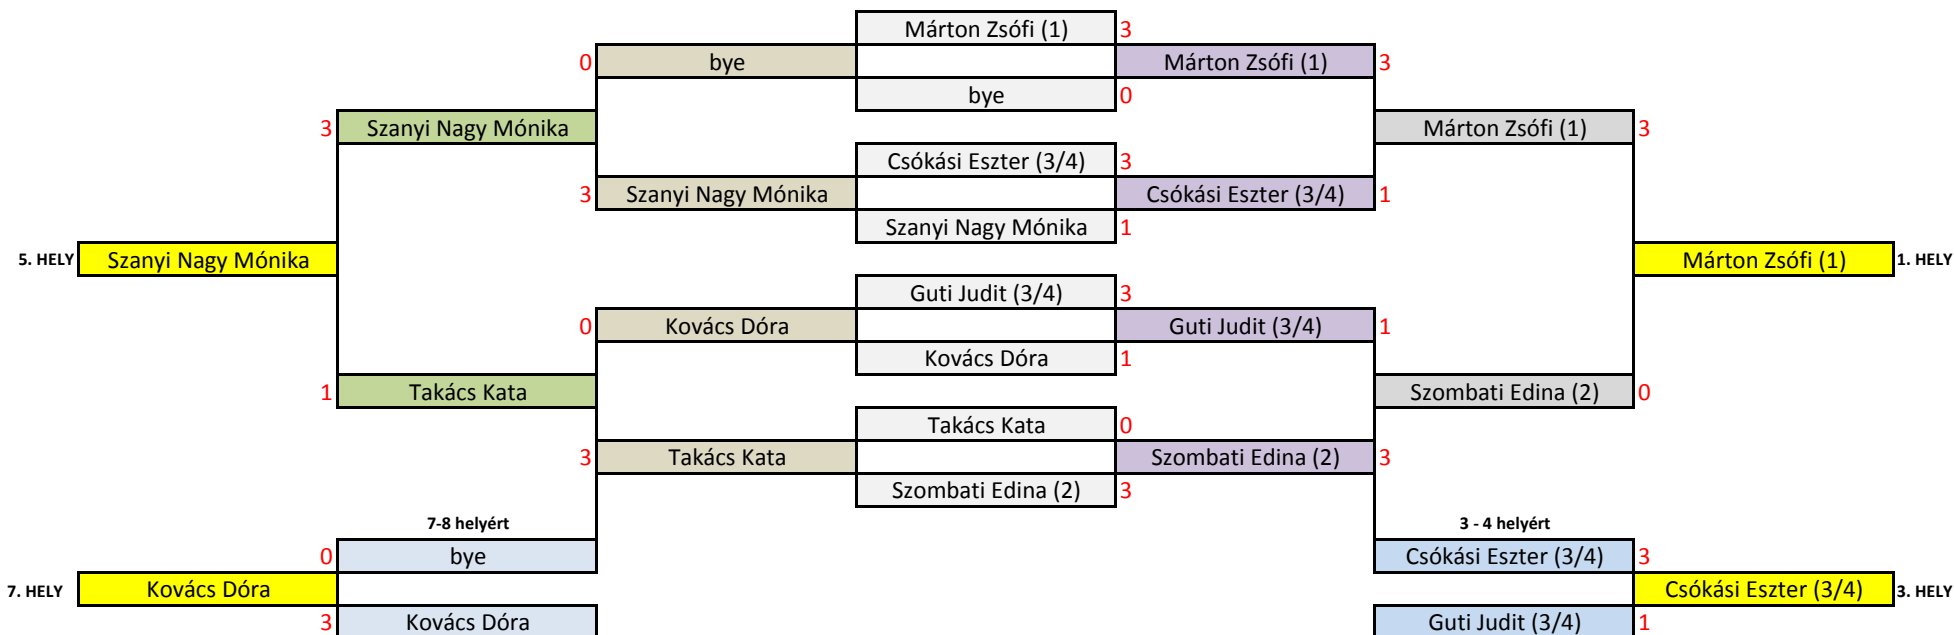 Márton Zsófi (1) 3
0 bye Márton Zsófi (1) 3
bye 0
3 Szanyi Nagy Mónika Márton Zsófi (1) 3
Csókási Eszter (3/4) 3
3 Szanyi Nagy Mónika Csókási Eszter (3/4) 1
Szanyi Nagy Mónika 1
5. HELY Szanyi Nagy Mónika Márton Zsófi (1) 1. HELY
Guti Judit (3/4) 3
0 Kovács Dóra Guti Judit (3/4) 1
Kovács Dóra 1
1 Takács Kata Szombati Edina (2) 0
Takács Kata 0
3 Takács Kata Szombati Edina (2) 3
Szombati Edina (2) 3
7-8 helyért 3 - 4 helyért
0 bye Csókási Eszter (3/4) 3
7. HELY Kovács Dóra Csókási Eszter (3/4) 3. HELY
3 Kovács Dóra Guti Judit (3/4) 1